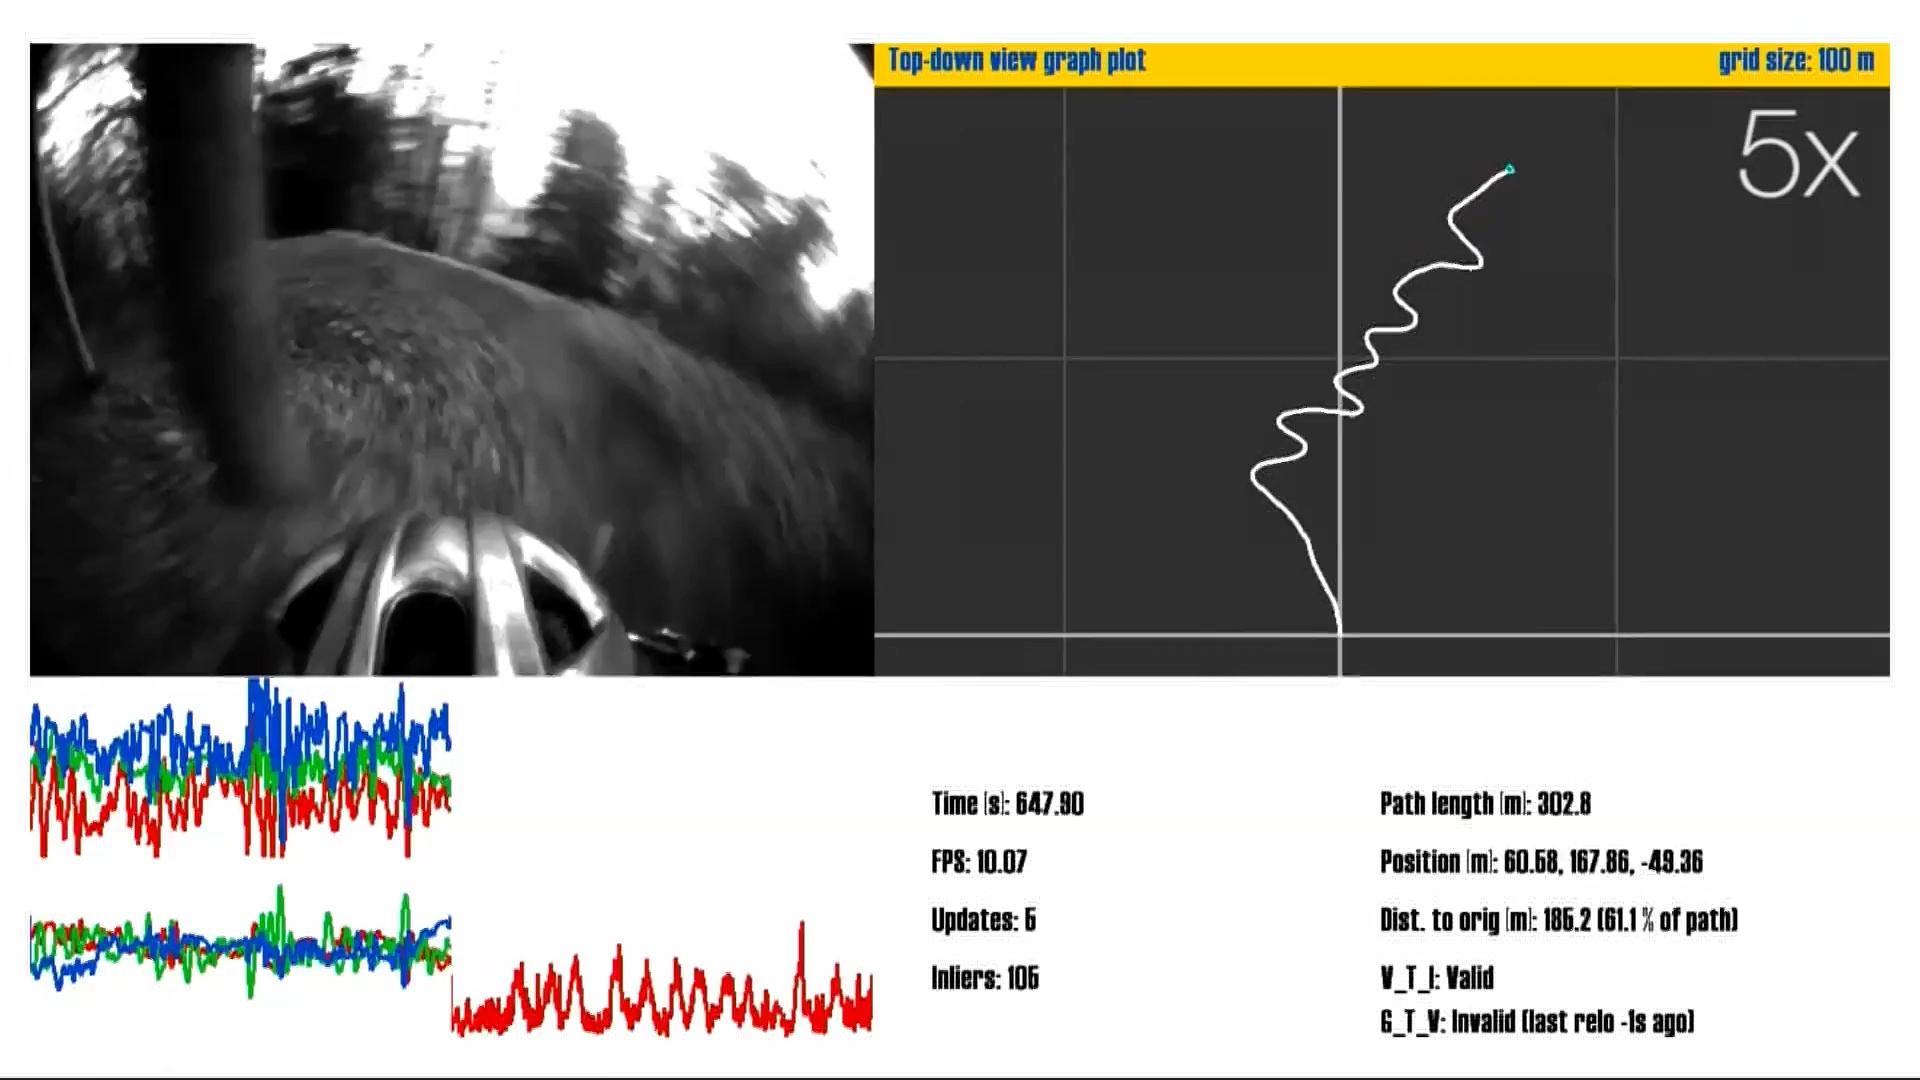 Top-down view graph plot grid size: 100 m
5x
Time (s): 647.90 Path length (m): 302.8
FPS: 10.07 Position (m): 60.58, 167.86, -49.36
Updates: 5 Dist. to orig (m): 185.2 (61.1 % of path)
Inliers: 105 V_T_I: Valid
G_T_V: Invalid (last relo -1s ago)